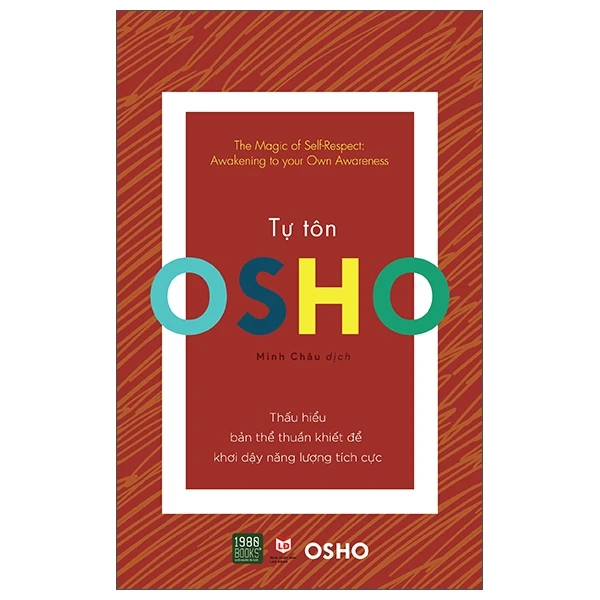 The Magic of Self-Respect:
Awakening to your Own Awareness
Tự tôn
OSHO
Minh Châu dịch
Thấu hiểu
bản thể thuần khiết để
khơi dậy năng lượng tích cực
1980
BOOKS
LĐ
OSHO